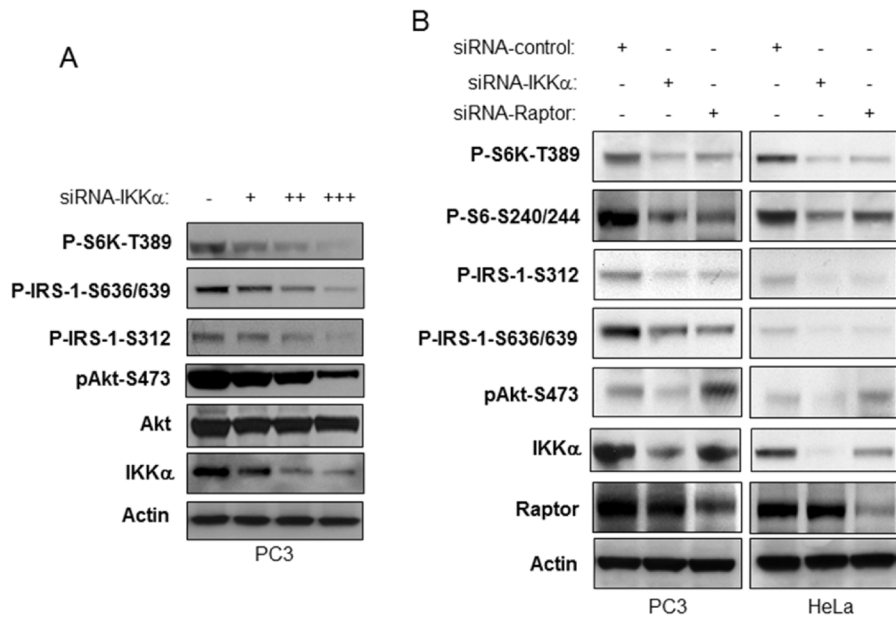 A
siRNA-IKKα: - + ++ +++
P-S6K-T389
P-IRS-1-S636/639
P-IRS-1-S312
pAkt-S473
Akt
IKKα
Actin
PC3
B
siRNA-control: + - - + - -
siRNA-IKKα: - + - - + -
siRNA-Raptor: - - + - - +
P-S6K-T389
P-S6-S240/244
P-IRS-1-S312
P-IRS-1-S636/639
pAkt-S473
IKKα
Raptor
Actin
PC3 HeLa